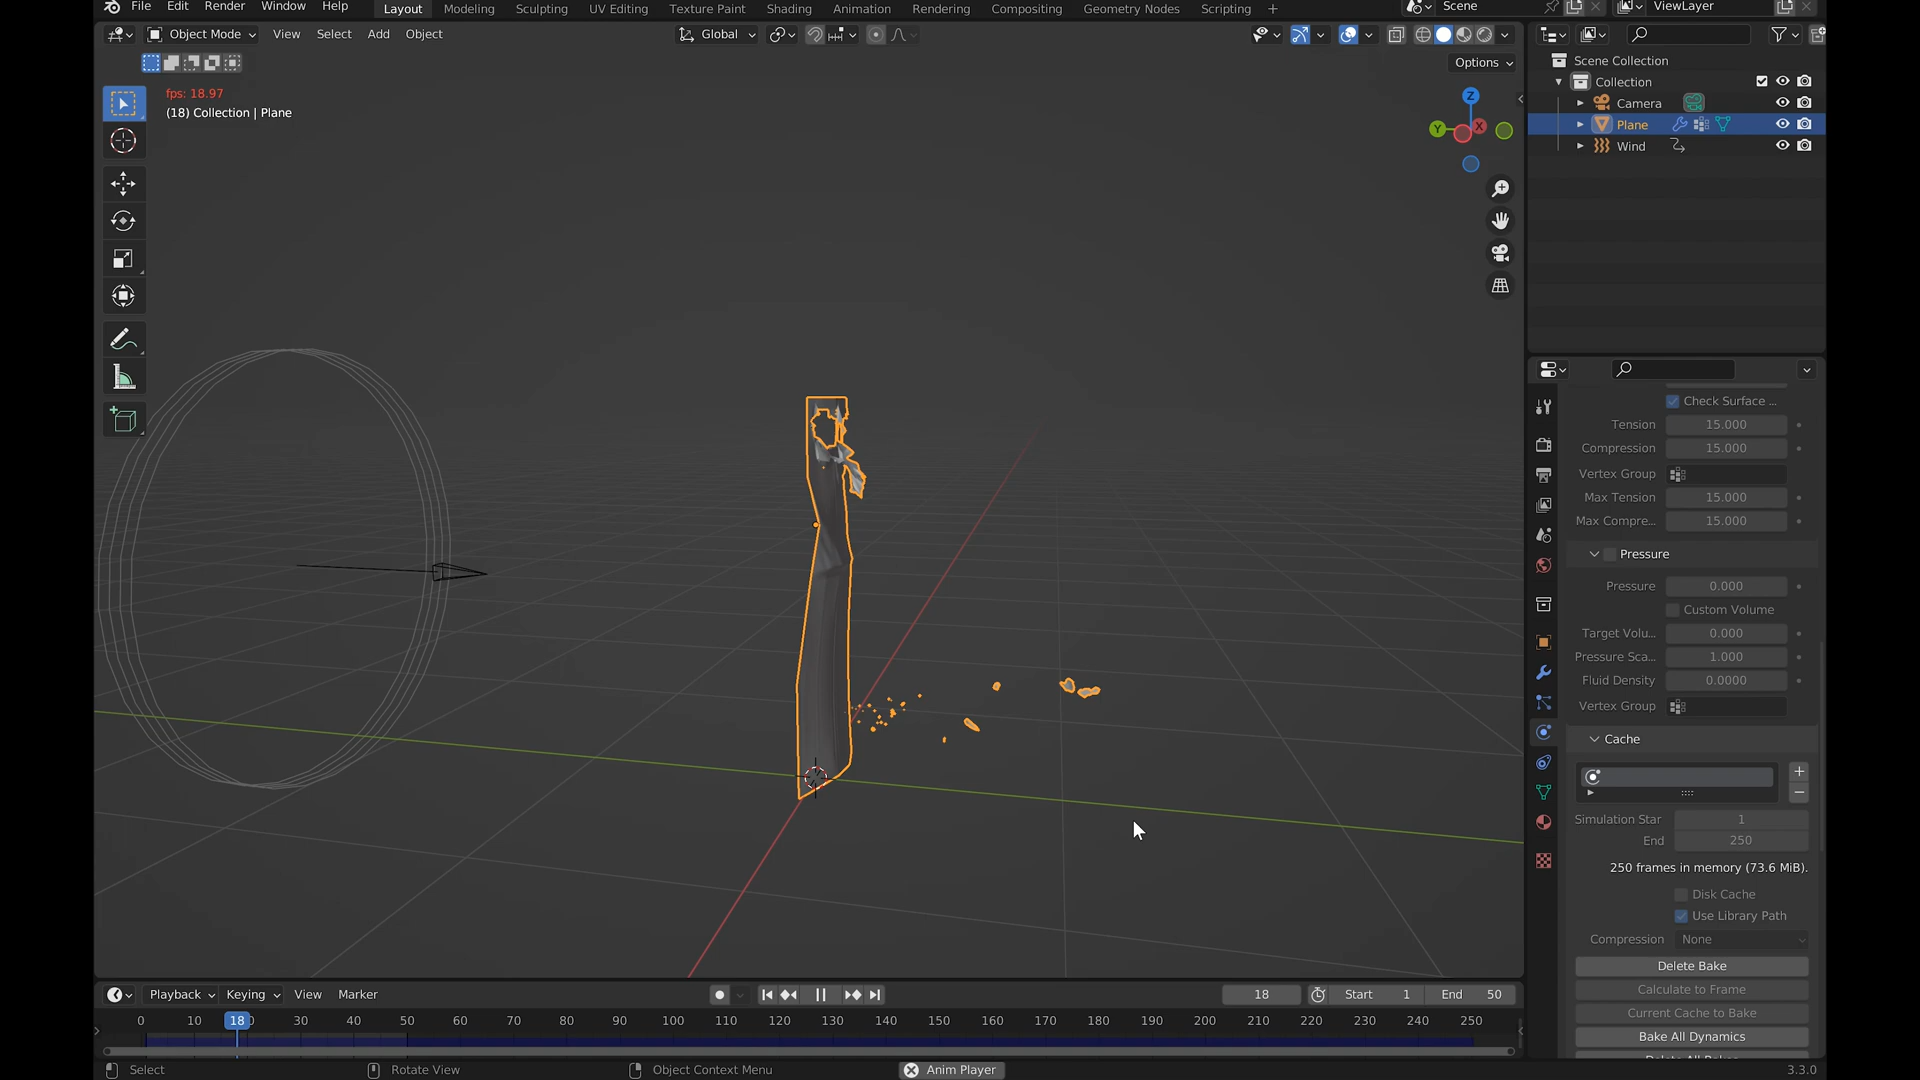 File Edit Render Window Help
Layout Modeling Sculpting UV Editing Texture Paint Shading Animation Rendering Compositing Geometry Nodes Scripting +
Scene
ViewLayer
Object Mode View Select Add Object
Global
Options
fps: 18.97
(18) Collection | Plane
Z
Y
X
Scene Collection
Collection
Camera
Plane
Wind
Check Surface ...
Tension 15.000
Compression 15.000
Vertex Group
Max Tension 15.000
Max Compre... 15.000
Pressure
Pressure 0.000
Custom Volume
Target Volu... 0.000
Pressure Sca... 1.000
Fluid Density 0.0000
Vertex Group
Cache
Simulation Star 1
End 250
250 frames in memory (73.6 MiB).
Disk Cache
Use Library Path
Compression None
Delete Bake
Calculate to Frame
Current Cache to Bake
Bake All Dynamics
Delete All Bakes
Playback Keying View Marker
18
Start 1
End 50
0 10 18 30 40 50 60 70 80 90 100 110 120 130 140 150 160 170 180 190 200 210 220 230 240 250
Select
Rotate View
Object Context Menu
Anim Player
3.3.0